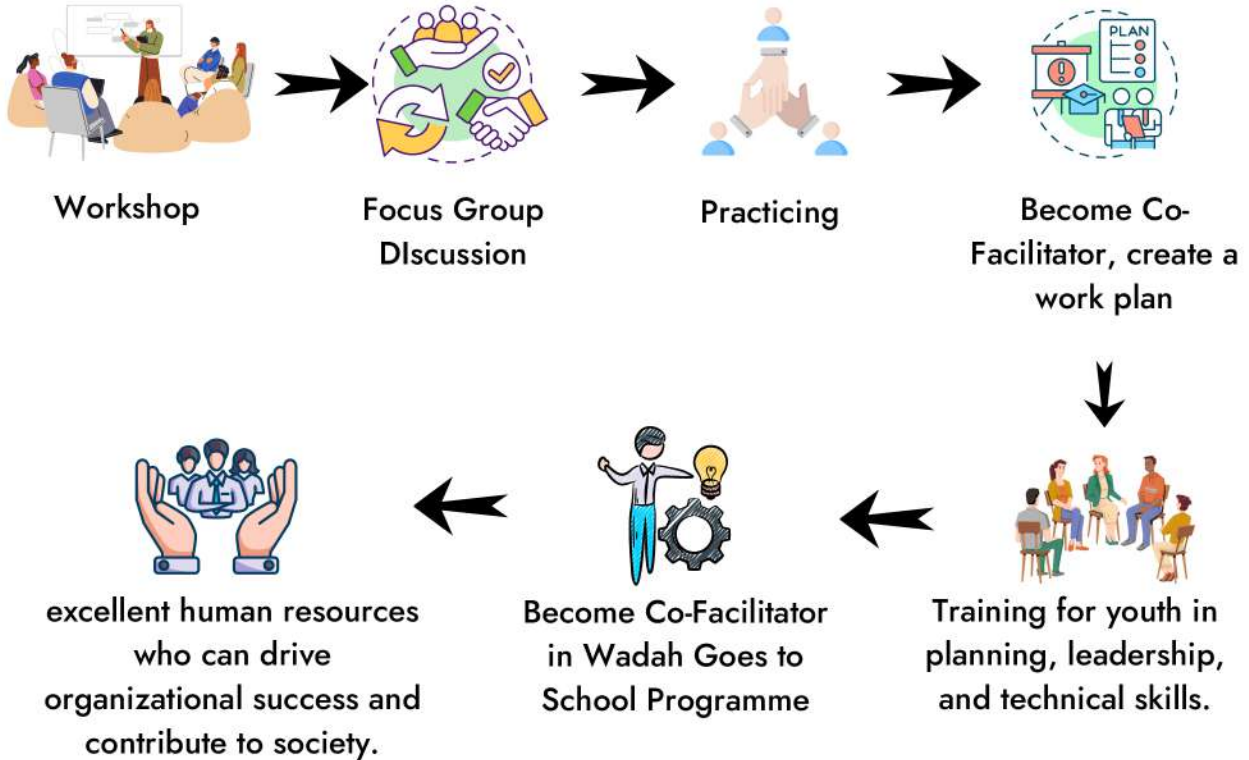 PLAN
Workshop
Focus Group
DIscussion
Practicing
Become Co-
Facilitator, create a
work plan
Training for youth in
planning, leadership,
and technical skills.
Become Co-Facilitator
in Wadah Goes to
School Programme
excellent human resources
who can drive
organizational success and
contribute to society.